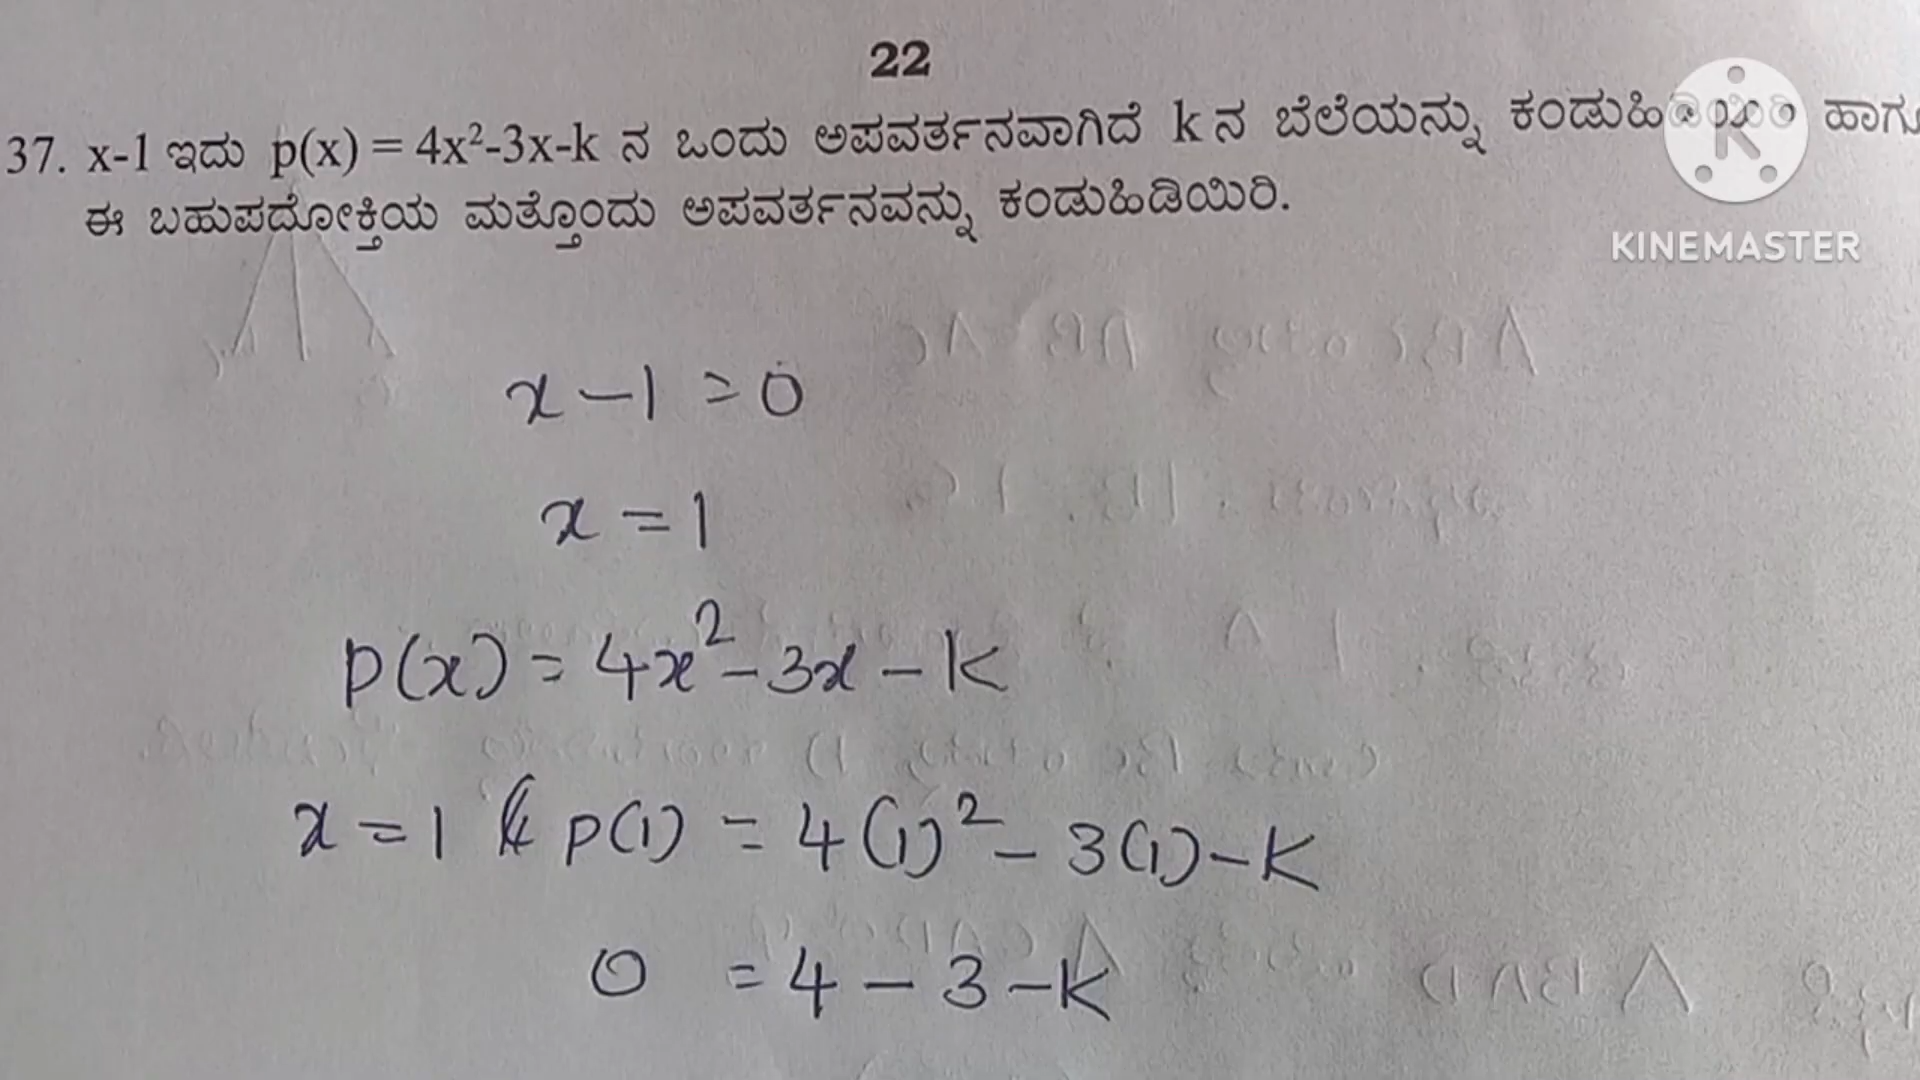 22
37. x-1 ಇದು p(x) = 4x²-3x-k ನ ಒಂದು ಅಪವರ್ತನವಾಗಿದೆ k ನ ಬೆಲೆಯನ್ನು ಕಂಡುಹಿಡಿಯಿರಿ ಹಾಗೂ
ಈ ಬಹುಪದೋಕ್ತಿಯ ಮತ್ತೊಂದು ಅಪವರ್ತನವನ್ನು ಕಂಡುಹಿಡಿಯಿರಿ.
KINEMASTER
x - 1 = 0
x = 1
p(x) = 4x² - 3x - k
x = 1 p(1) = 4(1)² - 3(1) - k
0 = 4 - 3 - k